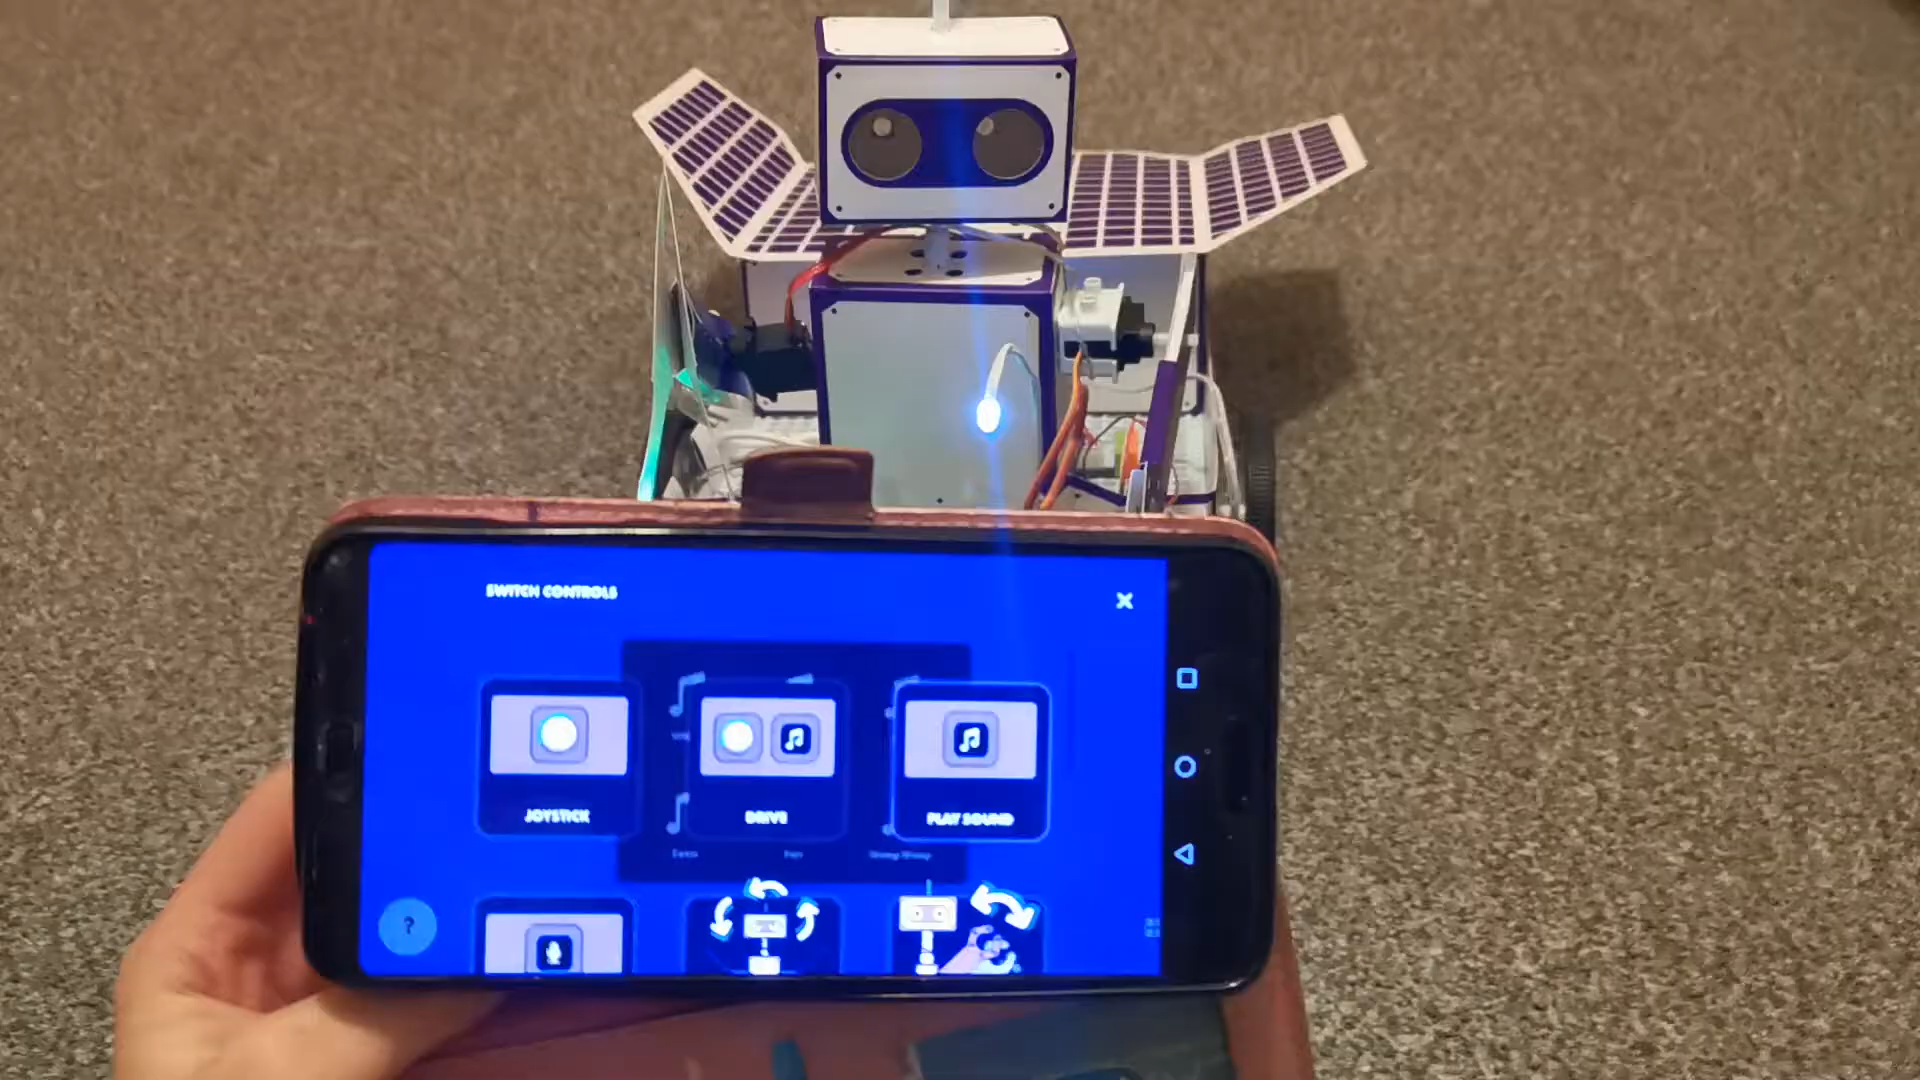 SWITCH CONTROLS
JOYSTICK
DRIVE
PLAY SOUND
?